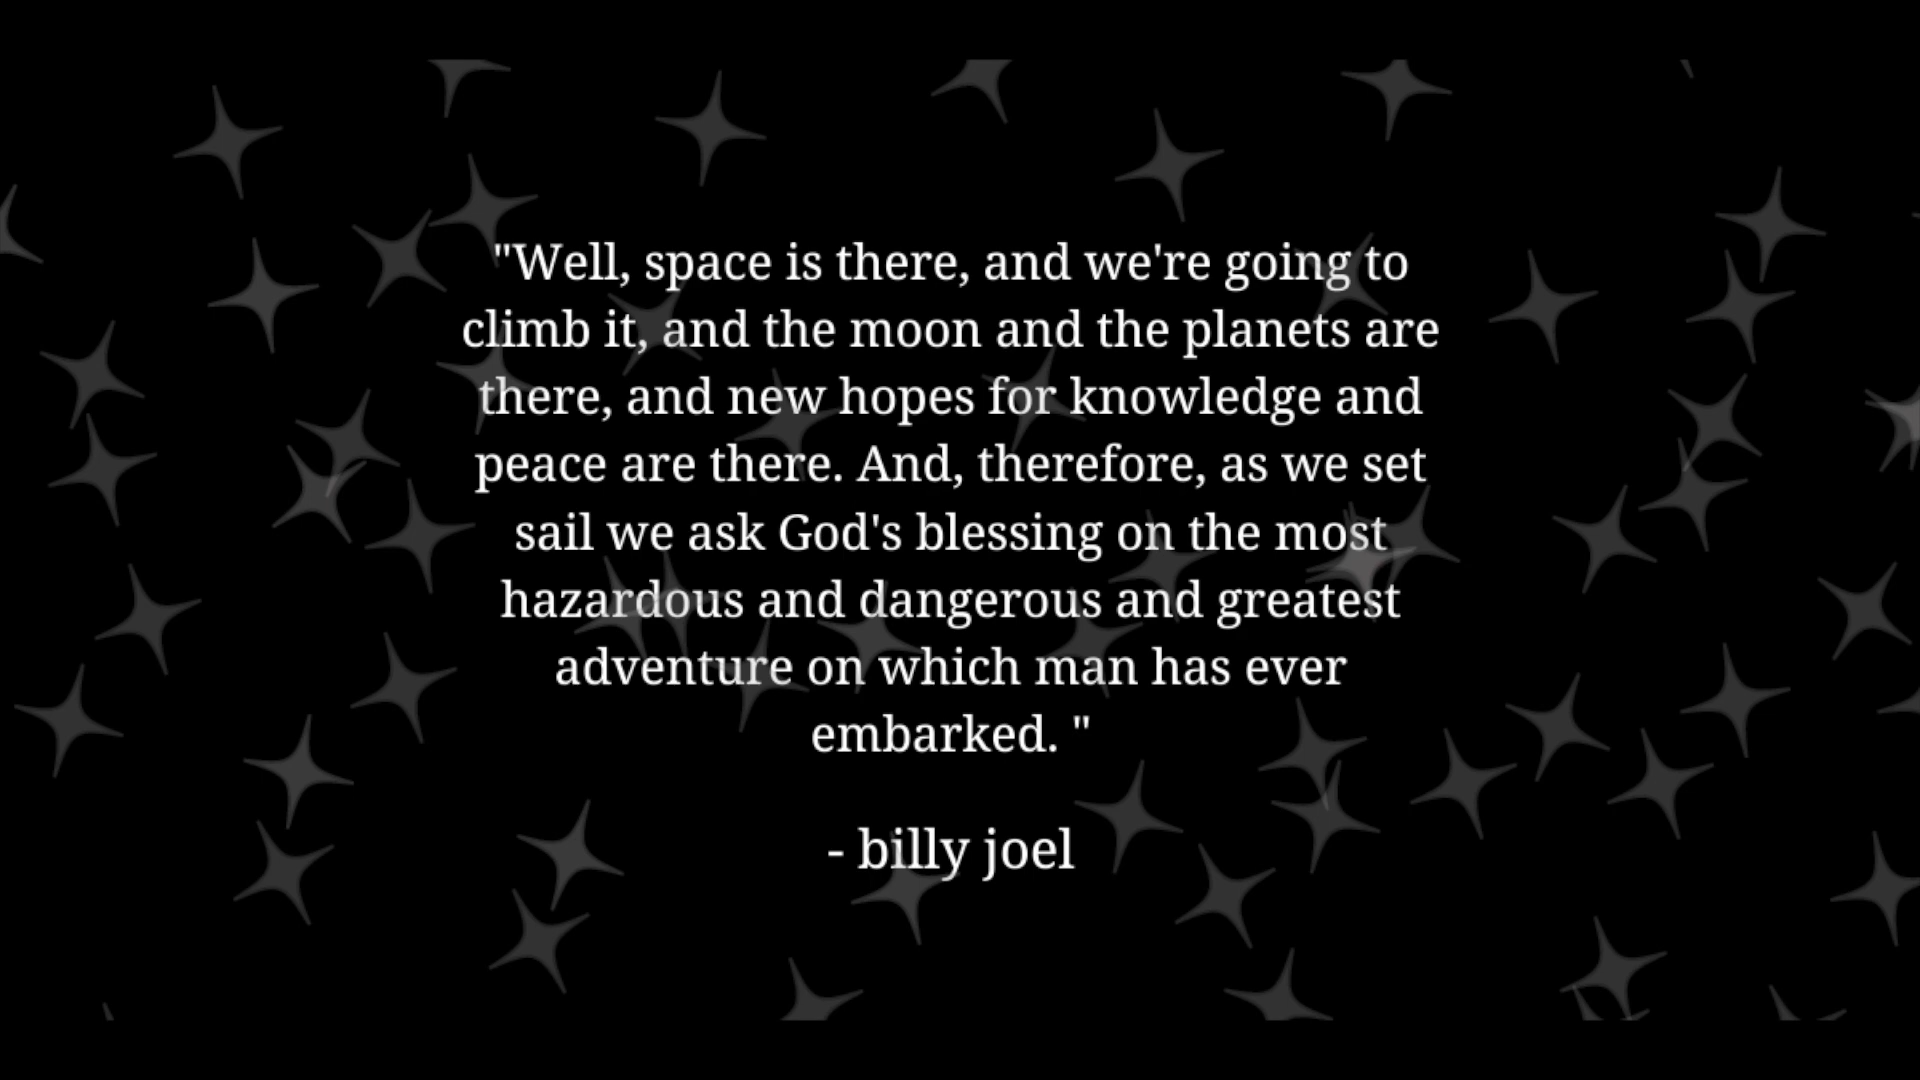 "Well, space is there, and we're going to
climb it, and the moon and the planets are
there, and new hopes for knowledge and
peace are there. And, therefore, as we set
sail we ask God's blessing on the most
hazardous and dangerous and greatest
adventure on which man has ever
embarked. "
- billy joel